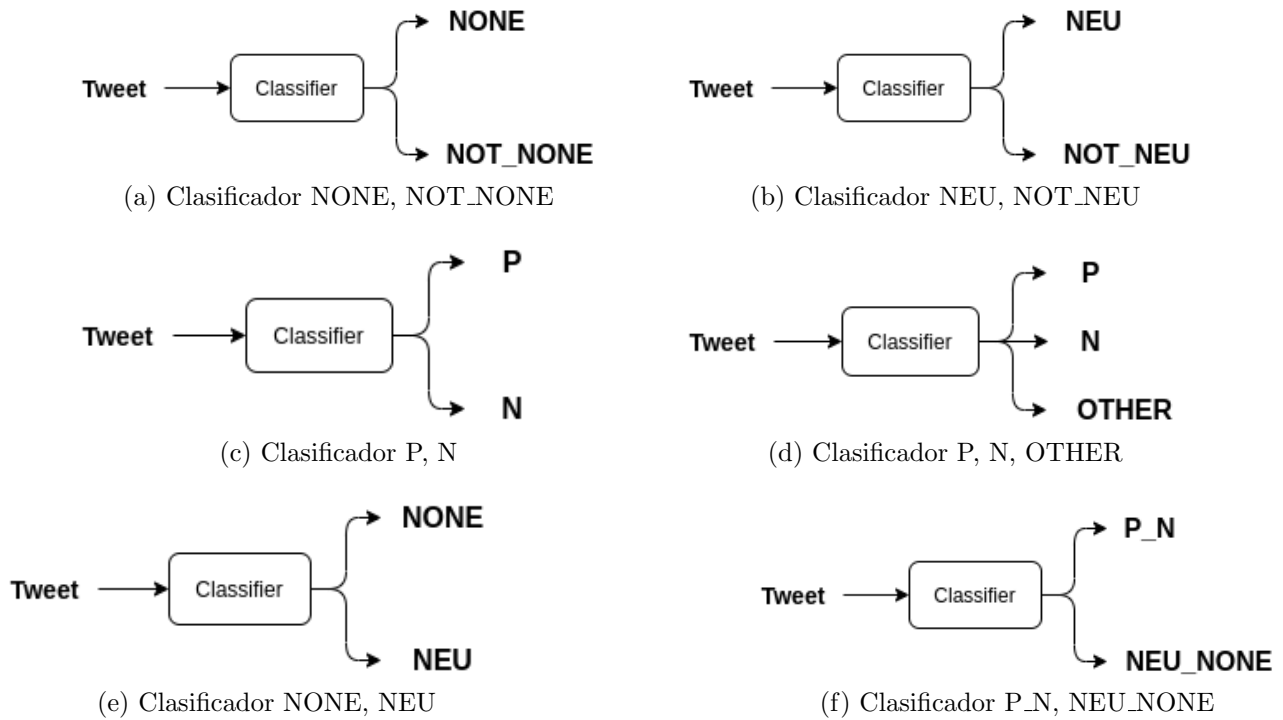 NONE
Tweet
Classifier
NOT_NONE
(a) Clasificador NONE, NOT_NONE
NEU
Tweet
Classifier
NOT_NEU
(b) Clasificador NEU, NOT_NEU
P
Tweet
Classifier
N
(c) Clasificador P, N
P
Tweet
Classifier
N
OTHER
(d) Clasificador P, N, OTHER
NONE
Tweet
Classifier
NEU
(e) Clasificador NONE, NEU
P_N
Tweet
Classifier
NEU_NONE
(f) Clasificador P_N, NEU_NONE